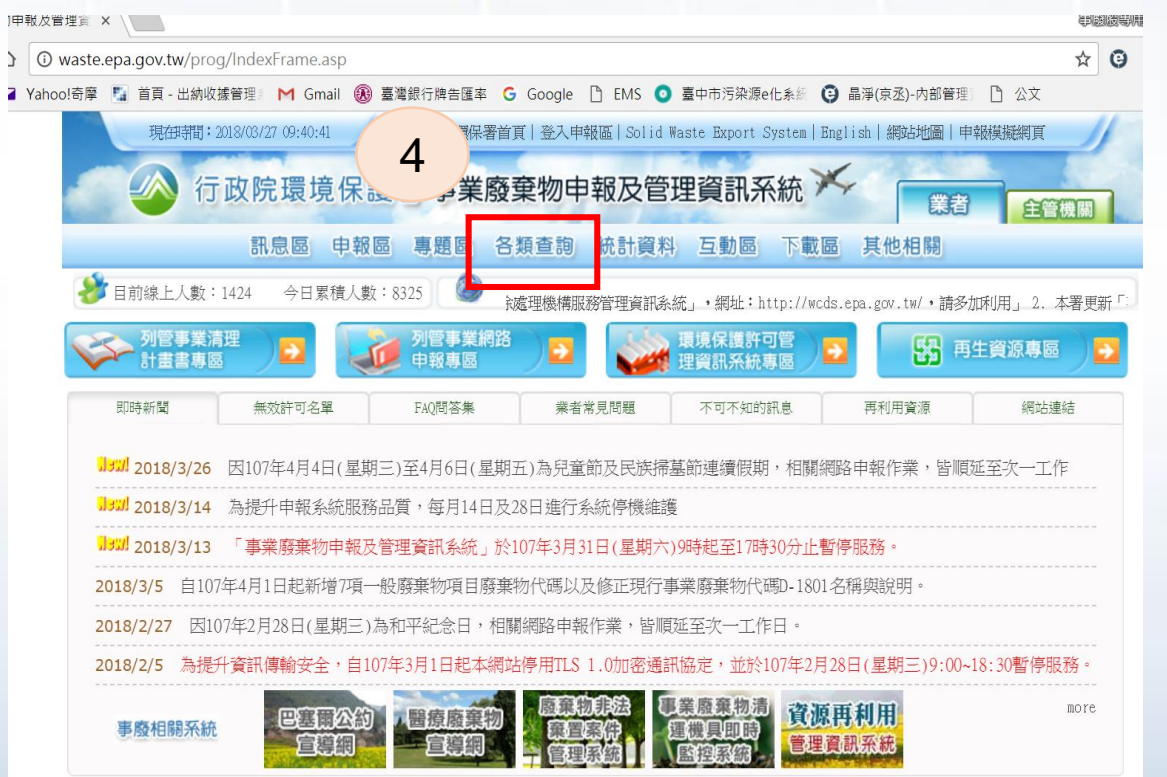 申報及管理資 ×
waste.epa.gov.tw/prog/IndexFrame.asp
Yahoo!奇摩 首頁 - 出納收據管理 Gmail 臺灣銀行牌告匯率 Google EMS 臺中市污染源e化系統 晶淨(京丞)-內部管理 公文
現在時間：2018/03/27 09:40:41 保署首頁 | 登入申報區 | Solid Waste Export System | English | 網站地圖 | 申報模擬網頁
4
行政院環境保 事業廢棄物申報及管理資訊系統
業者 主管機關
訊息區 申報區 專題區 各類查詢 統計資料 互動區 下載區 其他相關
目前線上人數：1424 今日累積人數：8325 處理機構服務管理資訊系統」，網址：http://wcds.epa.gov.tw/，請多加利用」 2. 本署更新「
列管事業清理計畫書專區 列管事業網路申報專區 環境保護許可管理資訊系統專區 再生資源專區
即時新聞 無效許可名單 FAQ問答集 業者常見問題 不可不知的訊息 再利用資源 網站連結
New! 2018/3/26 因107年4月4日(星期三)至4月6日(星期五)為兒童節及民族掃墓節連續假期，相關網路申報作業，皆順延至次一工作
New! 2018/3/14 為提升申報系統服務品質，每月14日及28日進行系統停機維護
New! 2018/3/13 「事業廢棄物申報及管理資訊系統」於107年3月31日(星期六)9時起至17時30分止暫停服務。
2018/3/5 自107年4月1日起新增7項一般廢棄物項目廢棄物代碼以及修正現行事業廢棄物代碼D-1801名稱與說明。
2018/2/27 因107年2月28日(星期三)為和平紀念日，相關網路申報作業，皆順延至次一工作日。
2018/2/5 為提升資訊傳輸安全，自107年3月1日起本網站停用TLS 1.0加密通訊協定，並於107年2月28日(星期三)9:00~18:30暫停服務。
事廢相關系統 巴塞爾公約宣導網 醫療廢棄物宣導網 廢棄物非法棄置案件管理系統 事業廢棄物清運機具即時監控系統 資源再利用管理資訊系統 more